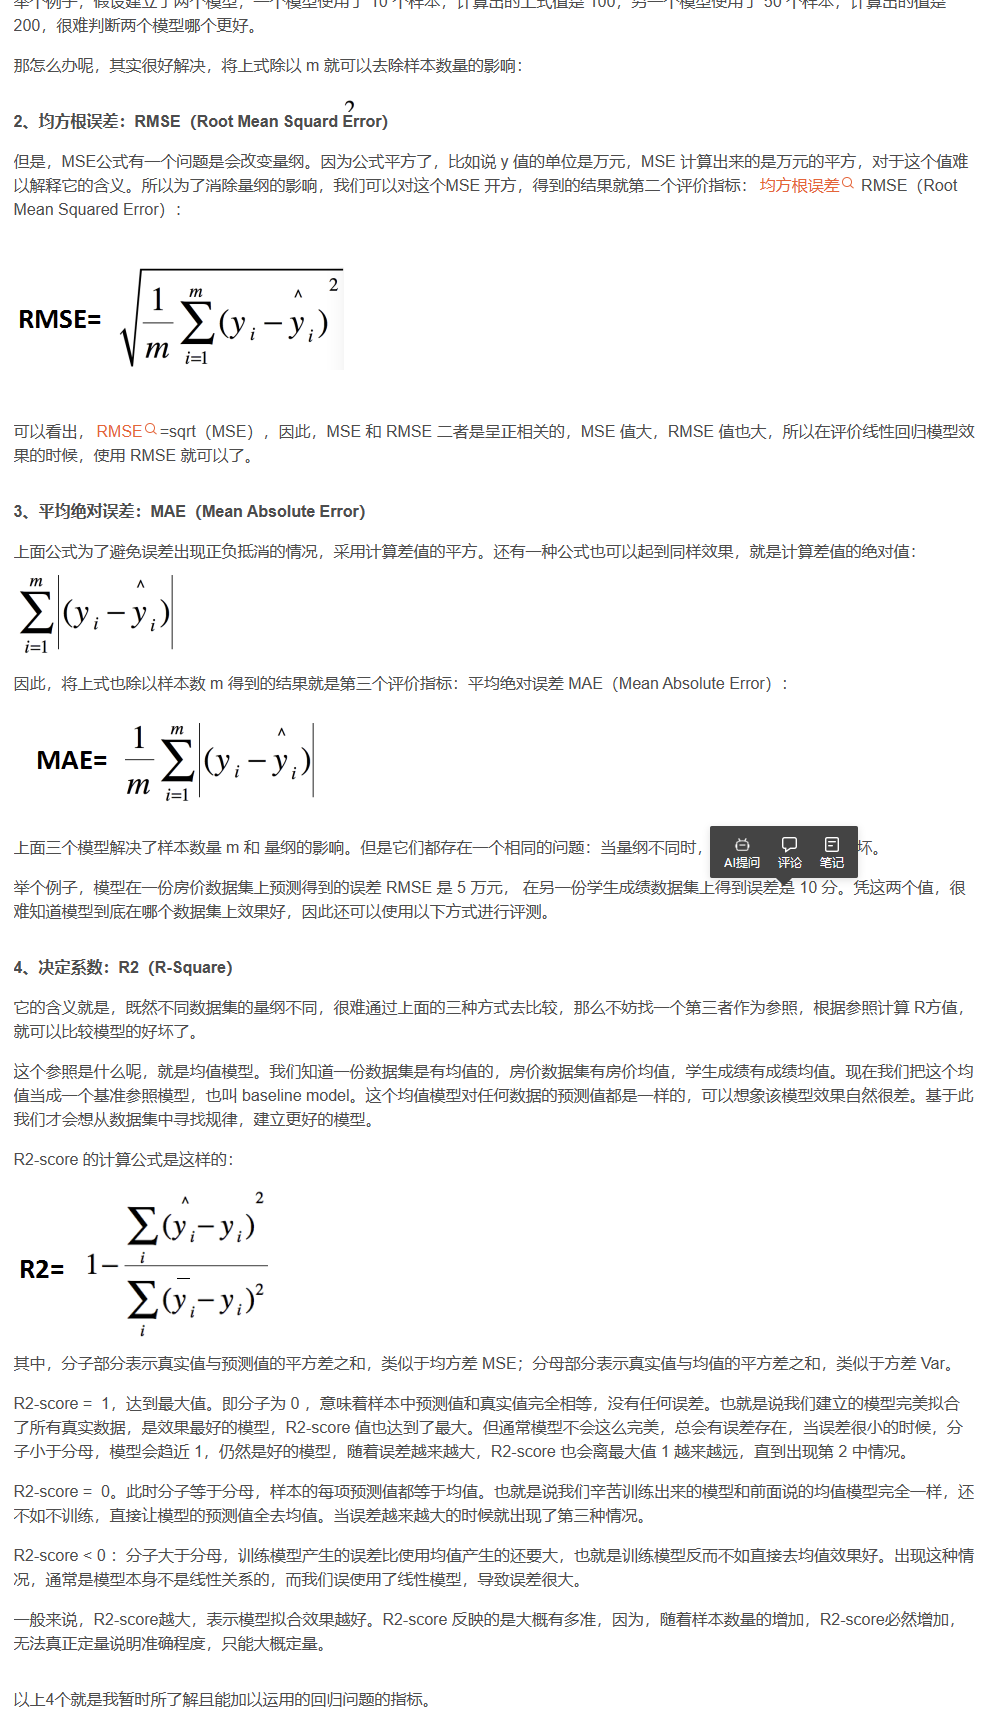 举个例子，假设建立了两个模型，一个模型使用了 10 个样本，计算出的上式值是 100；另一个模型使用了 50 个样本，计算出的值是
200，很难判断两个模型哪个更好。
那怎么办呢，其实很好解决，将上式除以 m 就可以去除样本数量的影响：
2、均方根误差：RMSE（Root Mean Squard Error）
但是，MSE公式有一个问题是会改变量纲。因为公式平方了，比如说 y 值的单位是万元，MSE 计算出来的是万元的平方，对于这个值难
以解释它的含义。所以为了消除量纲的影响，我们可以对这个MSE 开方，得到的结果就第二个评价指标： 均方根误差 RMSE（Root
Mean Squared Error）：
RMSE= \sqrt{\frac{1}{m}\sum_{i=1}^{m}(y_i-\hat{y}_i)^2}
可以看出， RMSE =sqrt（MSE），因此，MSE 和 RMSE 二者是呈正相关的，MSE 值大，RMSE 值也大，所以在评价线性回归模型效
果的时候，使用 RMSE 就可以了。
3、平均绝对误差：MAE（Mean Absolute Error）
上面公式为了避免误差出现正负抵消的情况，采用计算差值的平方。还有一种公式也可以起到同样效果，就是计算差值的绝对值：
\sum_{i=1}^{m}|(y_i-\hat{y}_i)|
因此，将上式也除以样本数 m 得到的结果就是第三个评价指标：平均绝对误差 MAE（Mean Absolute Error）：
MAE= \frac{1}{m}\sum_{i=1}^{m}|(y_i-\hat{y}_i)|
上面三个模型解决了样本数量 m 和 量纲的影响。但是它们都存在一个相同的问题：当量纲不同时， 坏。
AI提问 评论 笔记
举个例子，模型在一份房价数据集上预测得到的误差 RMSE 是 5 万元， 在另一份学生成绩数据集上得到误差是 10 分。凭这两个值，很
难知道模型到底在哪个数据集上效果好，因此还可以使用以下方式进行评测。
4、决定系数：R2（R-Square）
它的含义就是，既然不同数据集的量纲不同，很难通过上面的三种方式去比较，那么不妨找一个第三者作为参照，根据参照计算 R方值，
就可以比较模型的好坏了。
这个参照是什么呢，就是均值模型。我们知道一份数据集是有均值的，房价数据集有房价均值，学生成绩有成绩均值。现在我们把这个均
值当成一个基准参照模型，也叫 baseline model。这个均值模型对任何数据的预测值都是一样的，可以想象该模型效果自然很差。基于此
我们才会想从数据集中寻找规律，建立更好的模型。
R2-score 的计算公式是这样的：
R2= 1-\frac{\sum_i(\hat{y}_i-y_i)^2}{\sum_i(\bar{y}_i-y_i)^2}
其中，分子部分表示真实值与预测值的平方差之和，类似于均方差 MSE；分母部分表示真实值与均值的平方差之和，类似于方差 Var。
R2-score = 1，达到最大值。即分子为 0 ，意味着样本中预测值和真实值完全相等，没有任何误差。也就是说我们建立的模型完美拟合
了所有真实数据，是效果最好的模型，R2-score 值也达到了最大。但通常模型不会这么完美，总会有误差存在，当误差很小的时候，分
子小于分母，模型会趋近 1，仍然是好的模型，随着误差越来越大，R2-score 也会离最大值 1 越来越远，直到出现第 2 中情况。
R2-score = 0。此时分子等于分母，样本的每项预测值都等于均值。也就是说我们辛苦训练出来的模型和前面说的均值模型完全一样，还
不如不训练，直接让模型的预测值全去均值。当误差越来越大的时候就出现了第三种情况。
R2-score < 0 ：分子大于分母，训练模型产生的误差比使用均值产生的还要大，也就是训练模型反而不如直接去均值效果好。出现这种情
况，通常是模型本身不是线性关系的，而我们误使用了线性模型，导致误差很大。
一般来说，R2-score越大，表示模型拟合效果越好。R2-score 反映的是大概有多准，因为，随着样本数量的增加，R2-score必然增加，
无法真正定量说明准确程度，只能大概定量。
以上4个就是我暂时所了解且能加以运用的回归问题的指标。